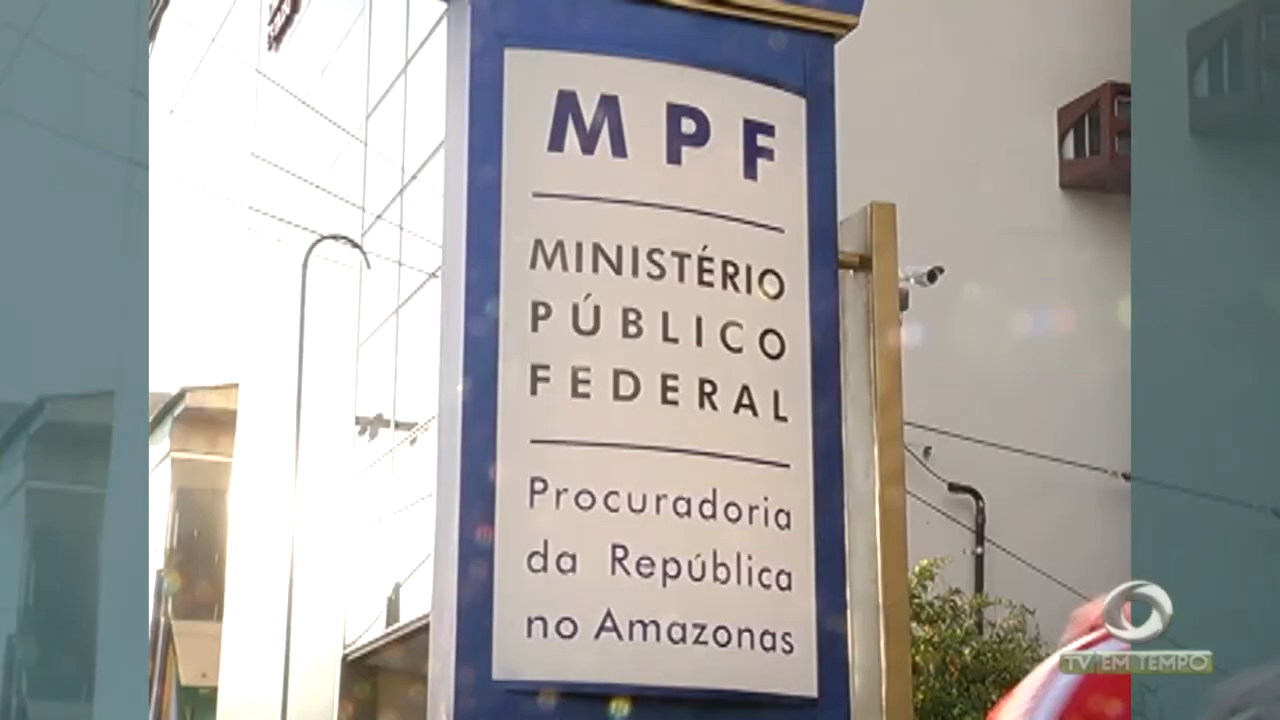 MPF
MINISTÉRIO
PÚBLICO
FEDERAL
Procuradoria
da República
no Amazonas
TV EM TEMPO